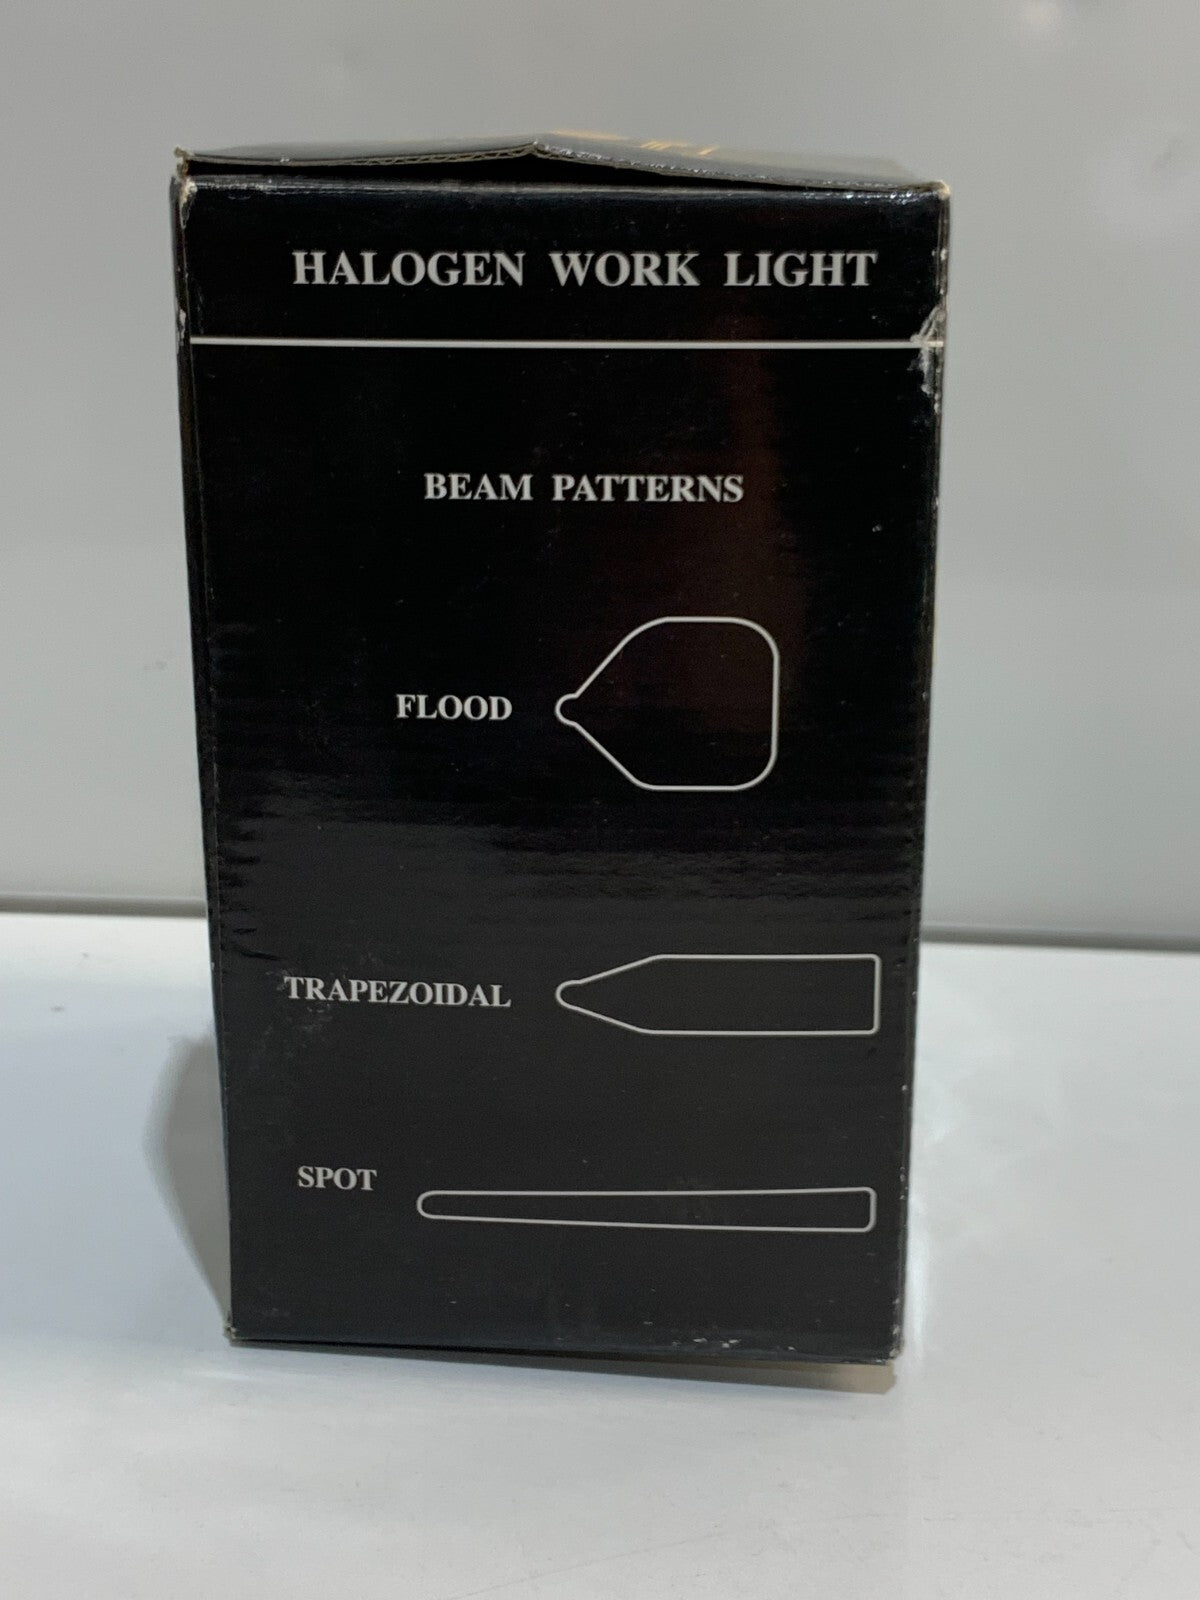 HALOGEN WORK LIGHT
BEAM PATTERNS
FLOOD
TRAPEZOIDAL
SPOT